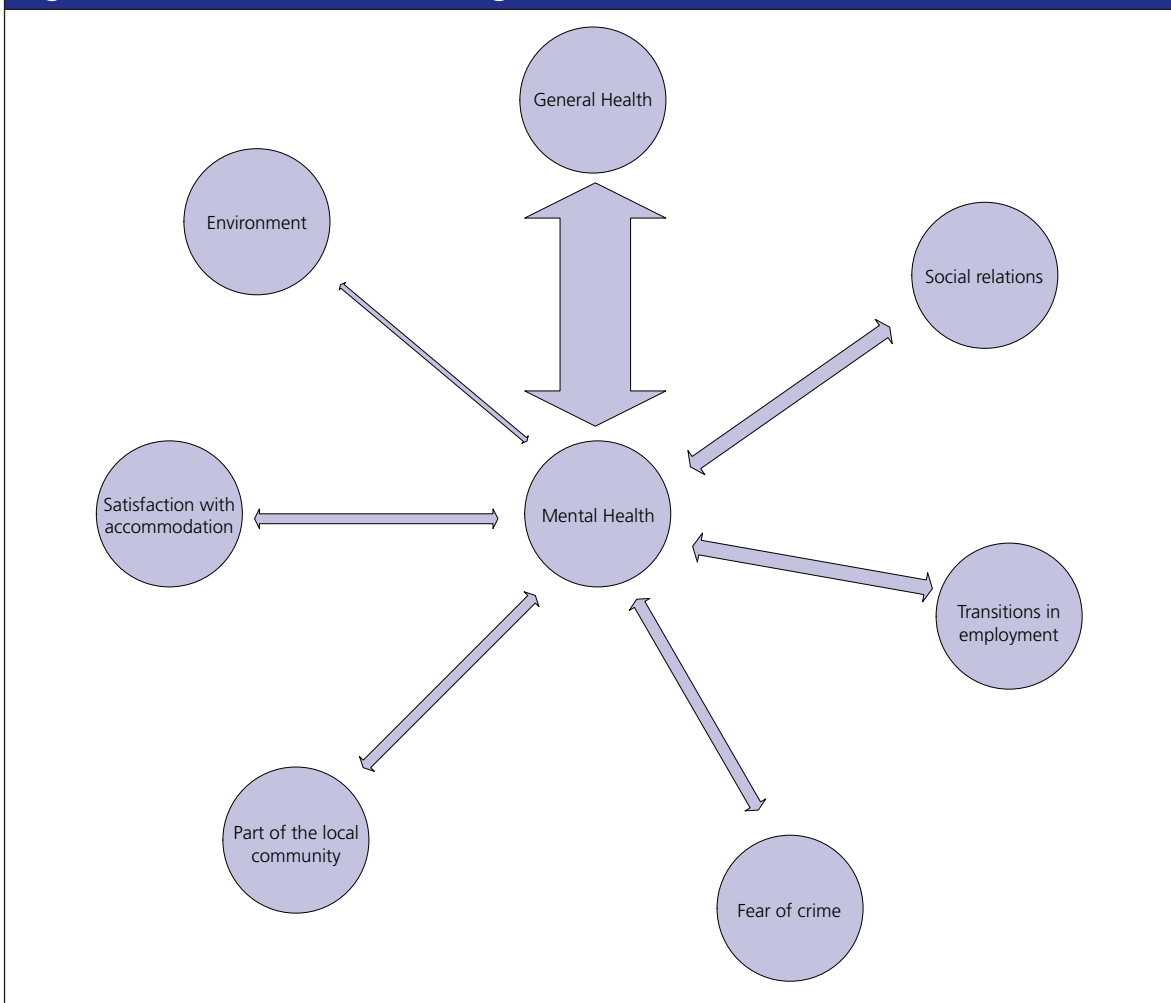 General Health
Environment
Social relations
Satisfaction with
accommodation
Mental Health
Transitions in
employment
Part of the local
community
Fear of crime